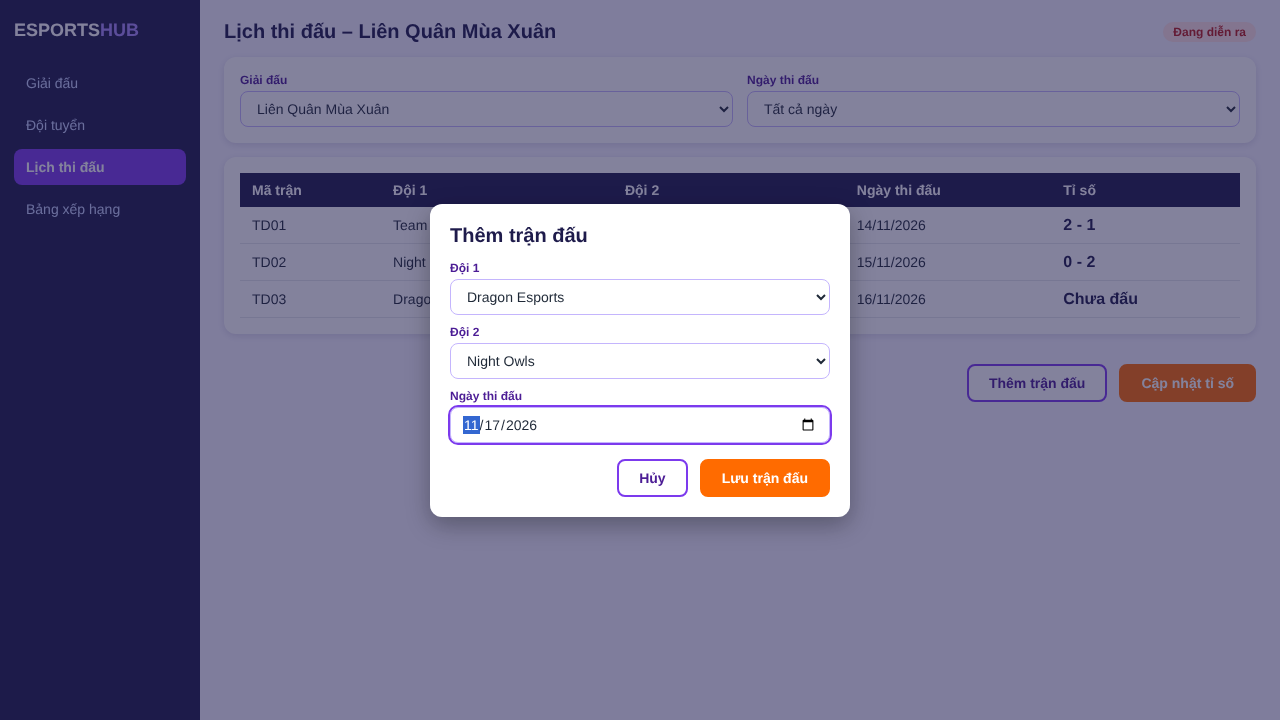 ESPORTSHUB
Giải đấu
Đội tuyển
Lịch thi đấu
Bảng xếp hạng
Lịch thi đấu – Liên Quân Mùa Xuân
Đang diễn ra
Giải đấu
Ngày thi đấu
Liên Quân Mùa Xuân
Tất cả ngày
Mã trận Đội 1 Đội 2 Ngày thi đấu Tỉ số
TD01 Team 14/11/2026 2 - 1
TD02 Night 15/11/2026 0 - 2
TD03 16/11/2026 Chưa đấu
Thêm trận đấu
Cập nhật tỉ số
Thêm trận đấu
Đội 1
Dragon Esports
Đội 2
Night Owls
Ngày thi đấu
11/17/2026
Hủy
Lưu trận đấu